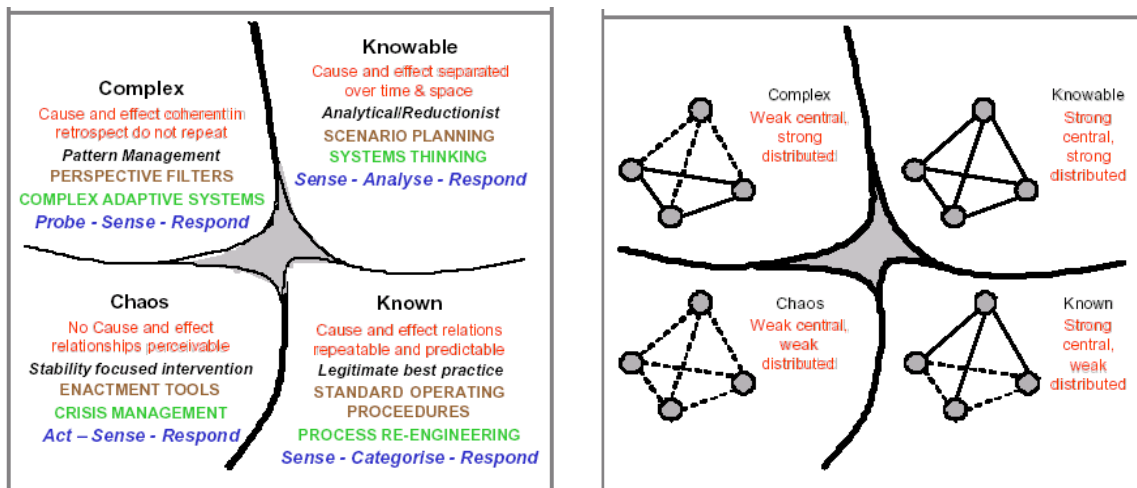 Complex
Cause and effect coherent in
retrospect do not repeat
Pattern Management
PERSPECTIVE FILTERS
COMPLEX ADAPTIVE SYSTEMS
Probe - Sense - Respond
Knowable
Cause and effect separated
over time & space
Analytical/Reductionist
SCENARIO PLANNING
SYSTEMS THINKING
Sense - Analyse - Respond
Chaos
No Cause and effect
relationships perceivable
Stability focused intervention
ENACTMENT TOOLS
CRISIS MANAGEMENT
Act – Sense - Respond
Known
Cause and effect relations
repeatable and predictable
Legitimate best practice
STANDARD OPERATING
PROCEEDURES
PROCESS RE-ENGINEERING
Sense - Categorise - Respond
Complex
Weak central,
strong
distributed
Knowable
Strong
central,
strong
distributed
Chaos
Weak central,
weak
distributed
Known
Strong
central,
weak
distributed